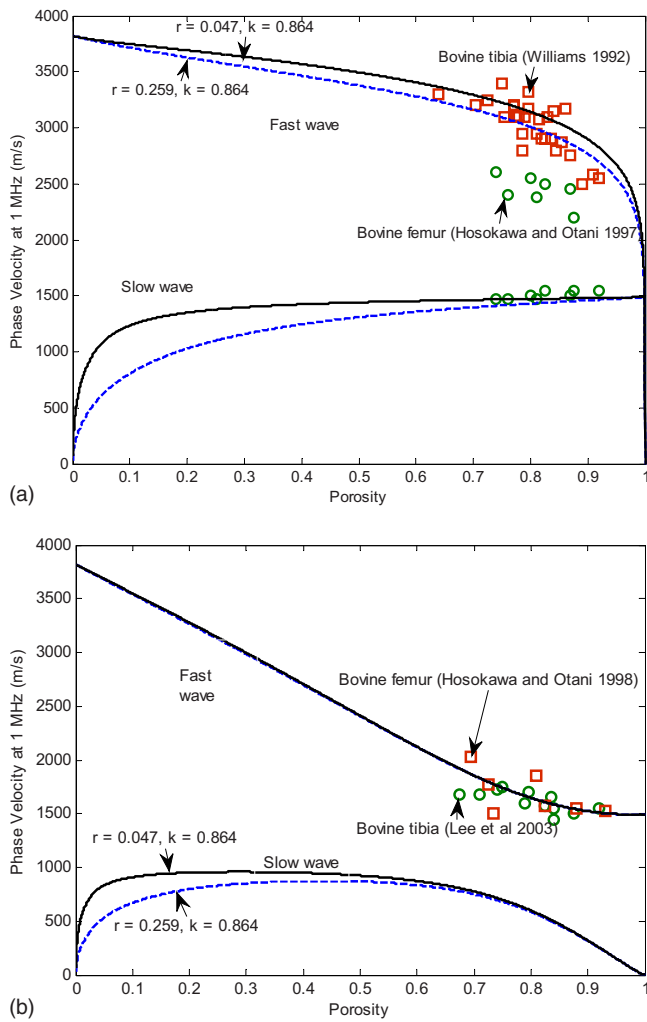 4000
3500
3000
2500
2000
1500
1000
500
0
Phase Velocity at 1 MHz (m/s)
r = 0.047, k = 0.864
r = 0.259, k = 0.864
Bovine tibia (Williams 1992)
Fast wave
Bovine femur (Hosokawa and Otani 1997
Slow wave
0 0.1 0.2 0.3 0.4 0.5 0.6 0.7 0.8 0.9 1
Porosity
(a)
4000
3500
3000
2500
2000
1500
1000
500
0
Phase Velocity at 1 MHz (m/s)
Fast
wave
Bovine femur (Hosokawa and Otani 1998)
Bovine tibia (Lee et al 2003)
r = 0.047, k = 0.864
Slow wave
r = 0.259, k = 0.864
0 0.1 0.2 0.3 0.4 0.5 0.6 0.7 0.8 0.9 1
Porosity
(b)